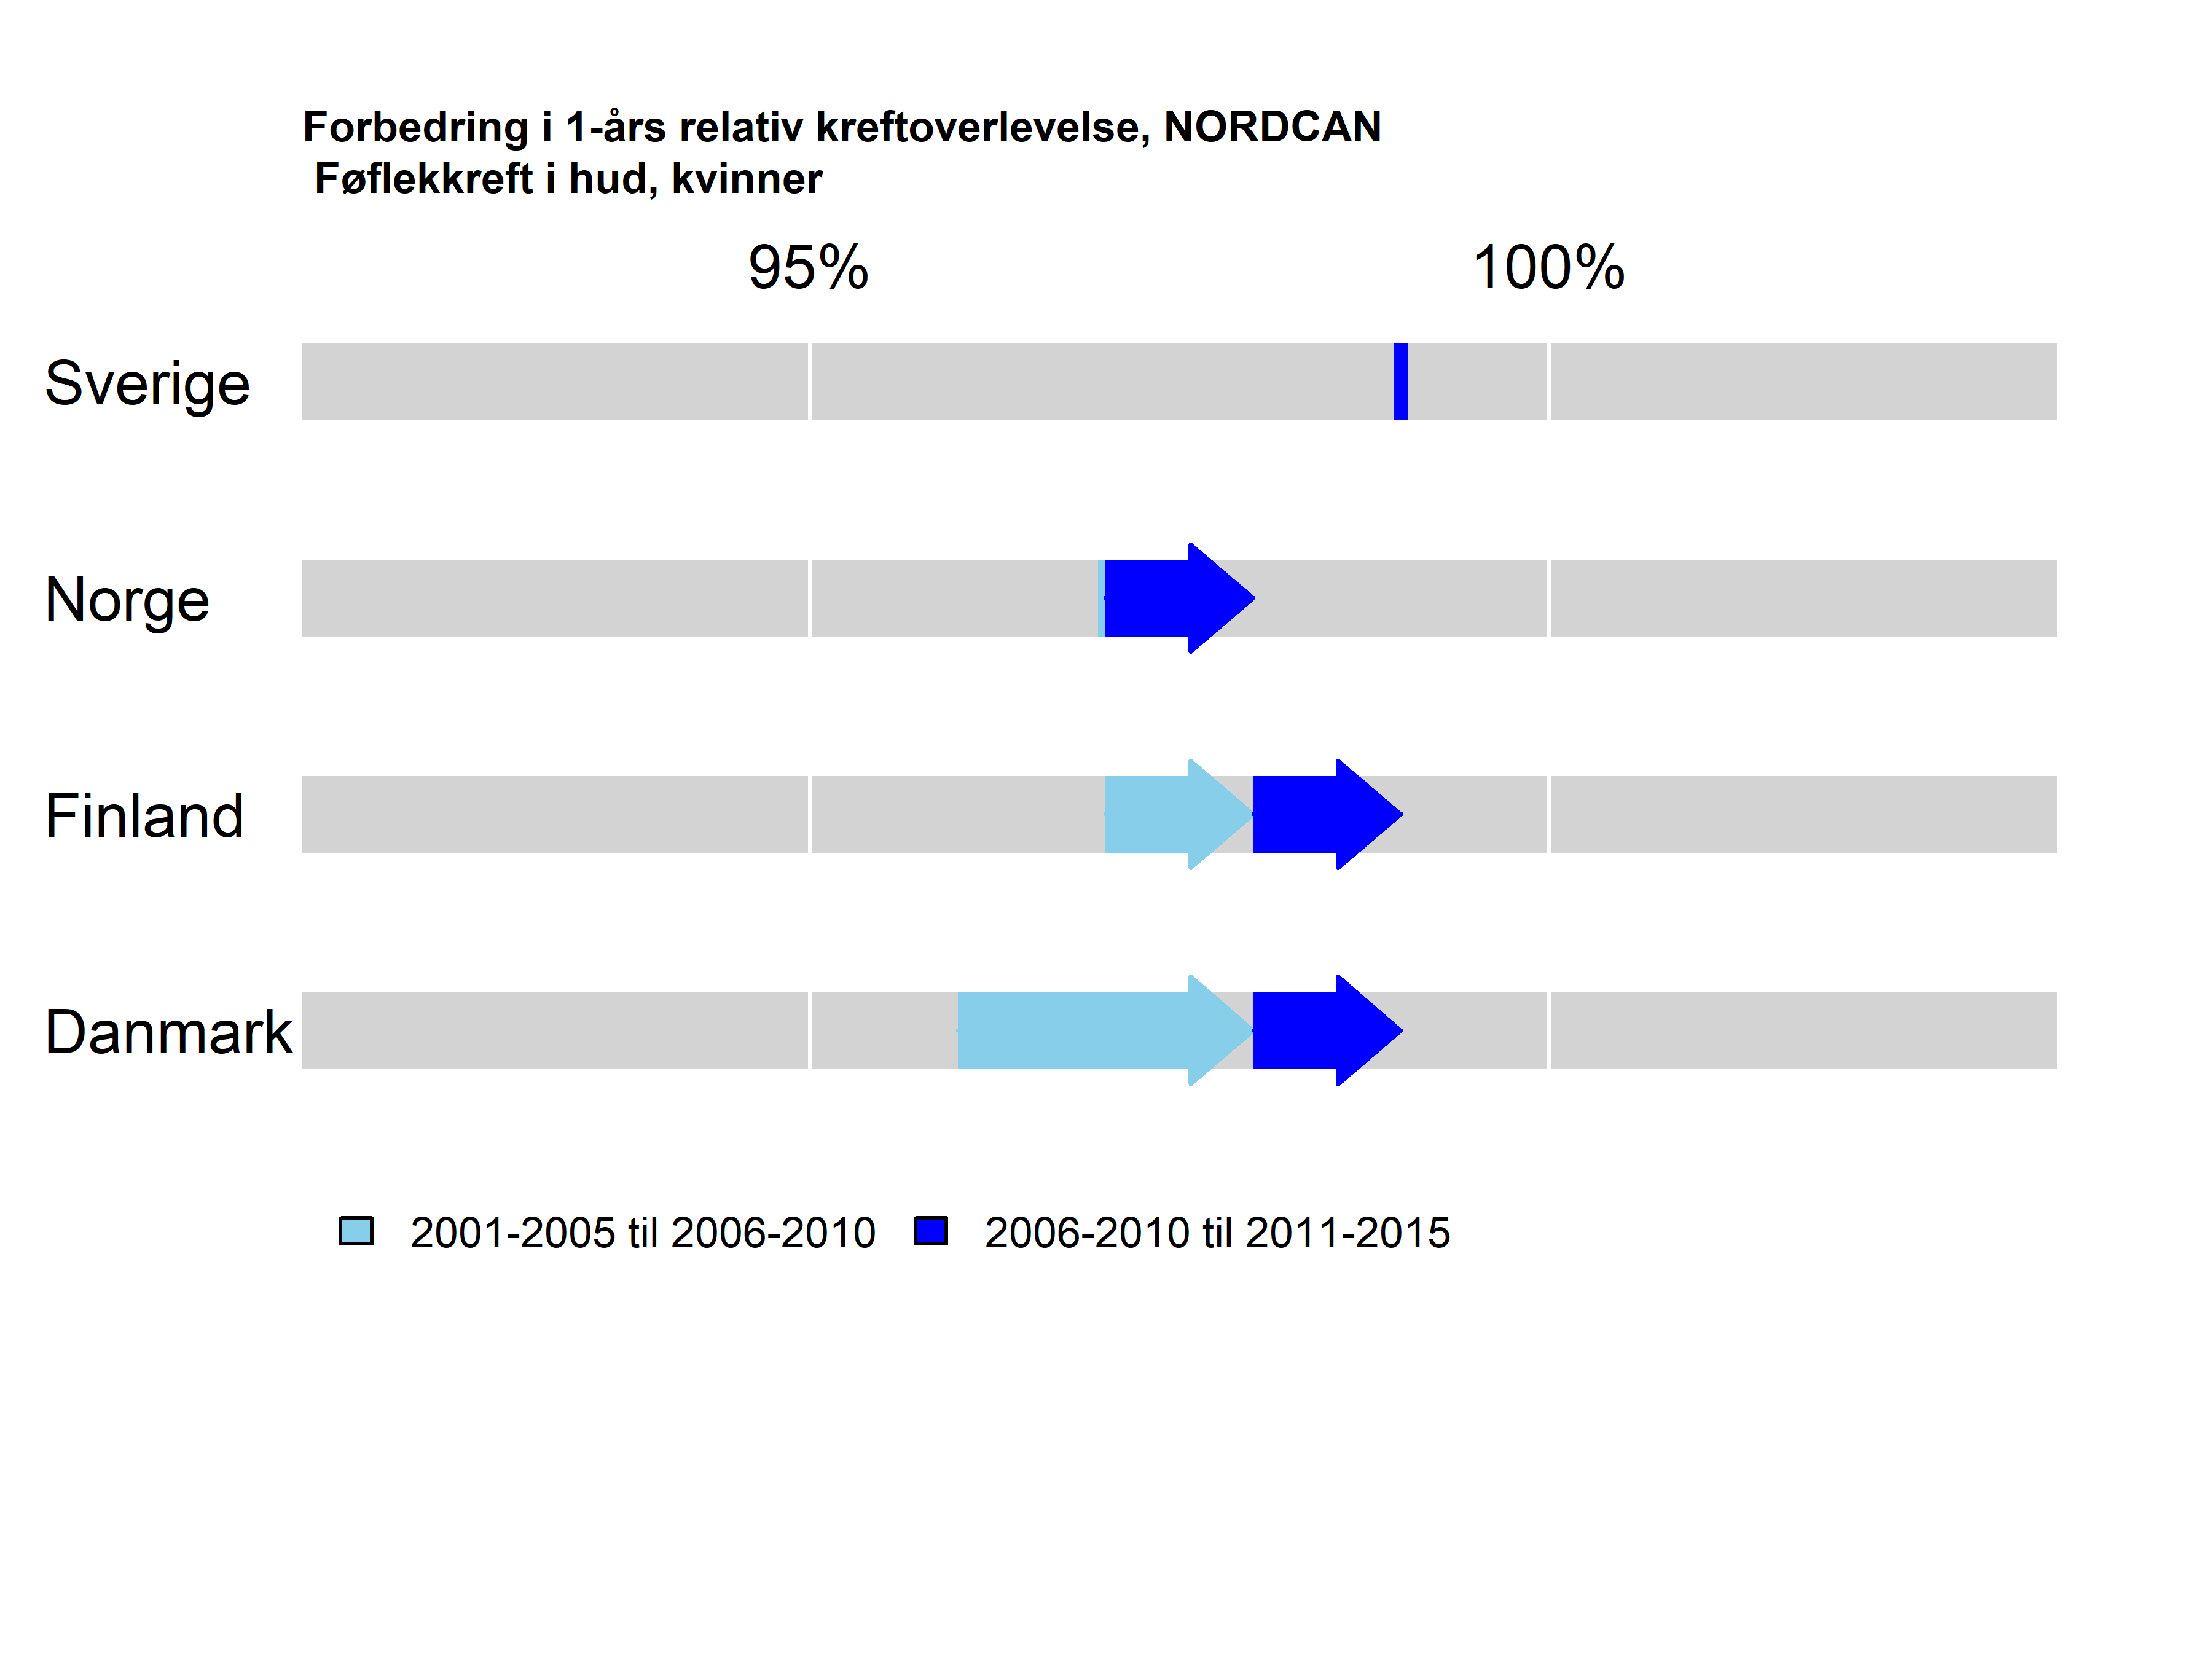 Forbedring i 1-års relativ kreftoverlevelse, NORDCAN
Føflekkreft i hud, kvinner
95% 100%
Sverige
Norge
Finland
Danmark
2001-2005 til 2006-2010 2006-2010 til 2011-2015